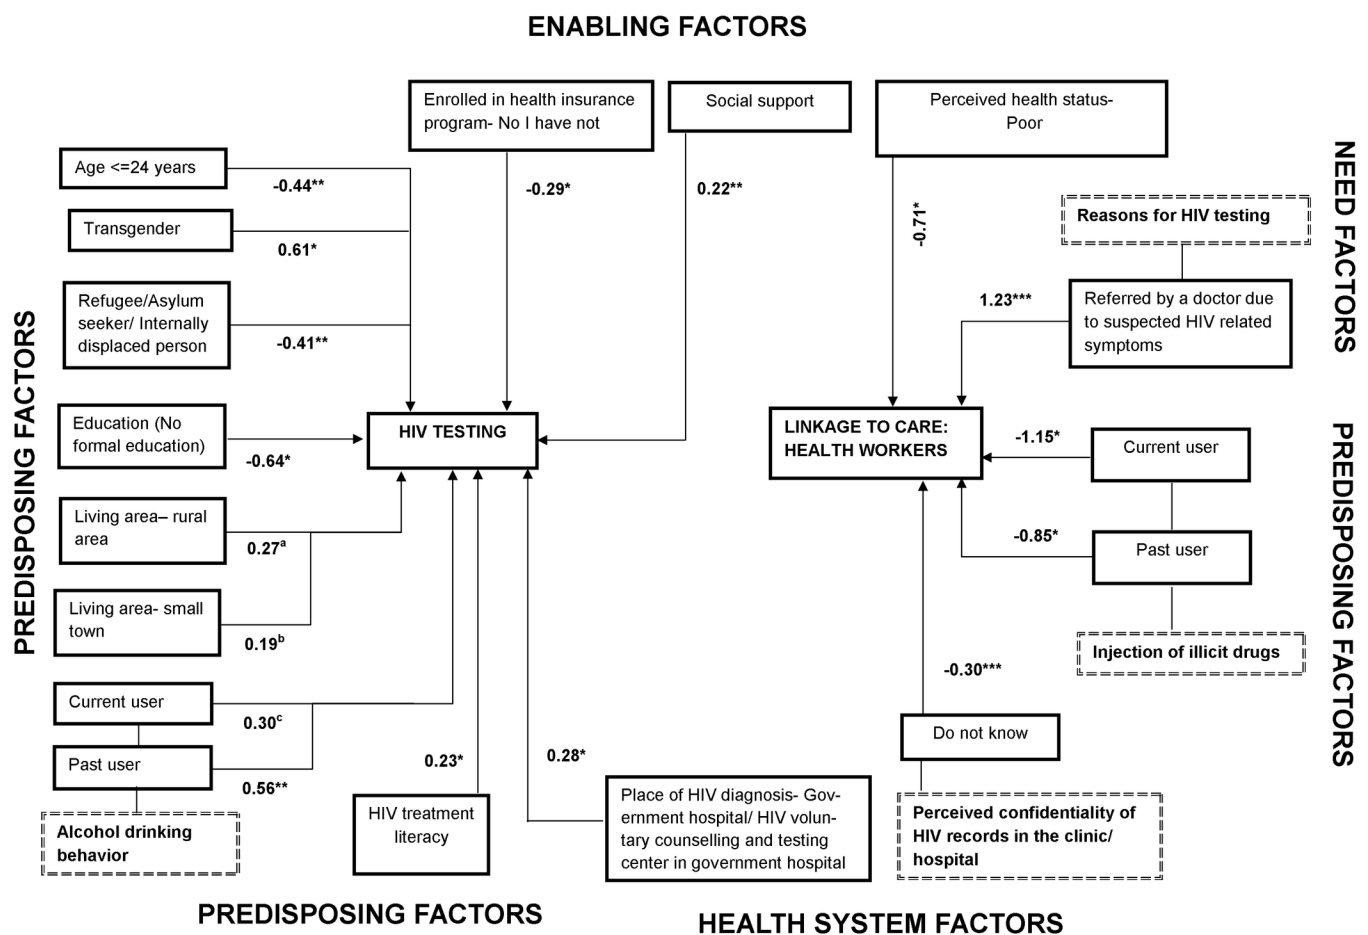 ENABLING FACTORS
Enrolled in health insurance
program- No I have not
Social support
Perceived health status-
Poor
Age <=24 years
-0.44**
-0.29*
0.22**
-0.71*
Transgender
0.61*
Refugee/Asylum
seeker/ Internally
displaced person
-0.41**
Reasons for HIV testing
1.23***
Referred by a doctor due
to suspected HIV related
symptoms
NEED FACTORS
PREDISPOSING FACTORS
Education (No
formal education)
-0.64*
HIV TESTING
LINKAGE TO CARE:
HEALTH WORKERS
-1.15*
Current user
-0.85*
Past user
Injection of illicit drugs
PREDISPOSING FACTORS
Living area– rural
area
0.27a
Living area- small
town
0.19b
Current user
0.30c
Past user
0.56**
Alcohol drinking
behavior
0.23*
HIV treatment
literacy
0.28*
Place of HIV diagnosis- Gov-
ernment hospital/ HIV volun-
tary counselling and testing
center in government hospital
-0.30***
Do not know
Perceived confidentiality of
HIV records in the clinic/
hospital
PREDISPOSING FACTORS
HEALTH SYSTEM FACTORS